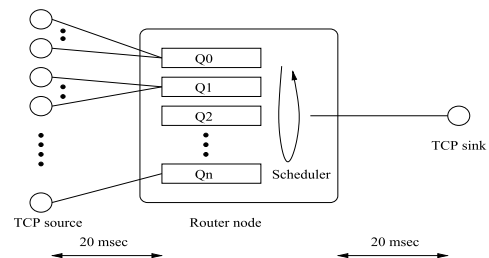 Q0
Q1
Q2
Qn
Scheduler
TCP sink
TCP source
Router node
20 msec
20 msec